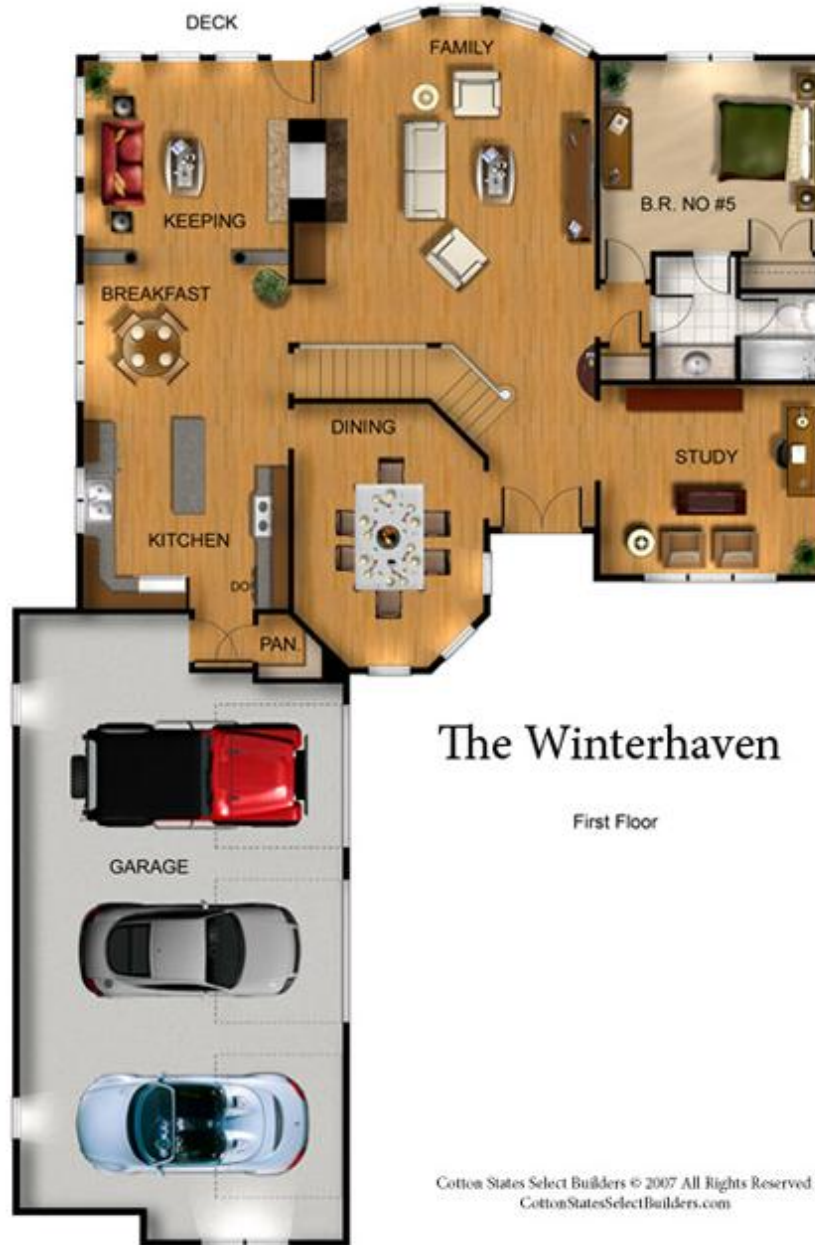 DECK
FAMILY
B.R. NO #5
KEEPING
BREAKFAST
DINING
STUDY
KITCHEN
DO
PAN.
The Winterhaven
First Floor
GARAGE
Cotton States Select Builders © 2007 All Rights Reserved
CottonStatesSelectBuilders.com